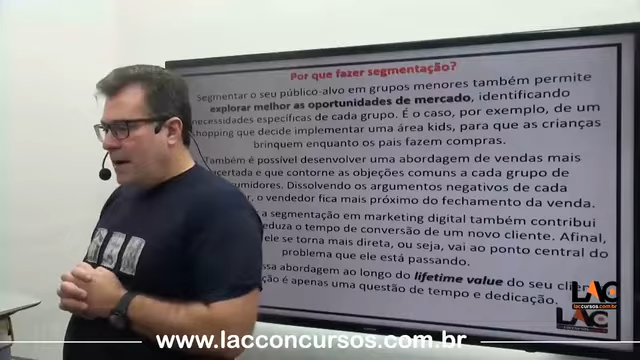 Por que fazer segmentação?
Segmentar o seu público-alvo em grupos menores também permite
explorar melhor as oportunidades de mercado, identificando
necessidades específicas de cada grupo. É o caso, por exemplo, de um
shopping que decide implementar uma área kids, para que as crianças
brinquem enquanto os pais fazem compras.
Também é possível desenvolver uma abordagem de vendas mais
acertada e que contorne as objeções comuns a cada grupo de
Dissolvendo os argumentos negativos de cada
o vendedor fica mais próximo do fechamento da venda.
a segmentação em marketing digital também contribui
o tempo de conversão de um novo cliente. Afinal,
ele se torna mais direta, ou seja, vai ao ponto central do
problema que ele está passando.
abordagem ao longo do lifetime value do seu
é apenas uma questão de tempo e dedicação.
LAC
laccursos.com.br
LAC
www.lacconcursos.com.br